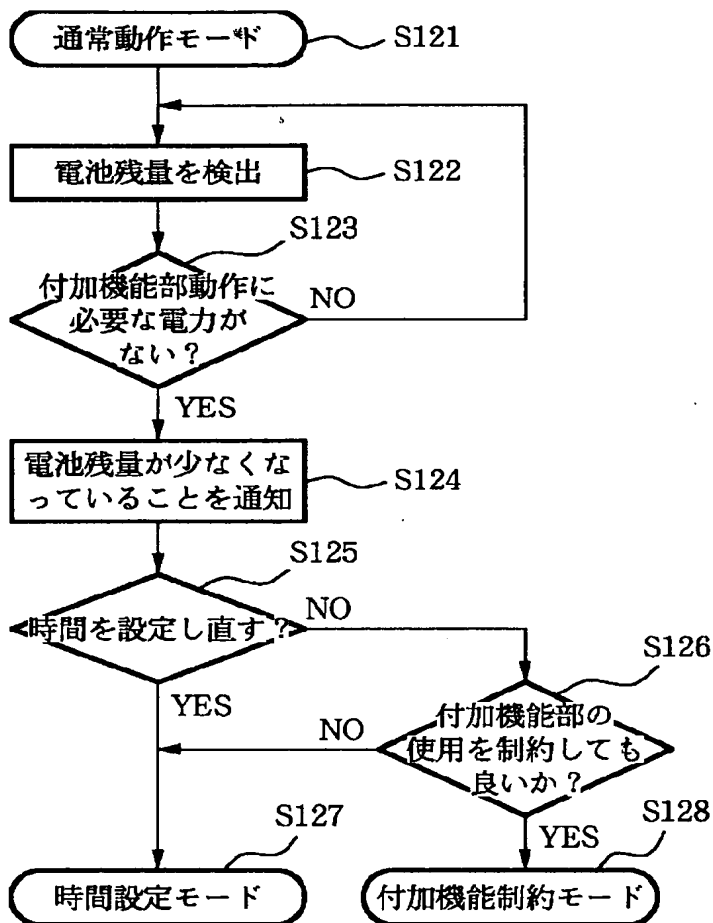 通常動作モード
S121
電池残量を検出
S122
S123
付加機能部動作に
必要な電力が
ない？
NO
YES
電池残量が少なくな
っていることを通知
S124
S125
時間を設定し直す？
NO
YES
S126
付加機能部の
使用を制約しても
良いか？
NO
YES
S127
時間設定モード
S128
付加機能制約モード